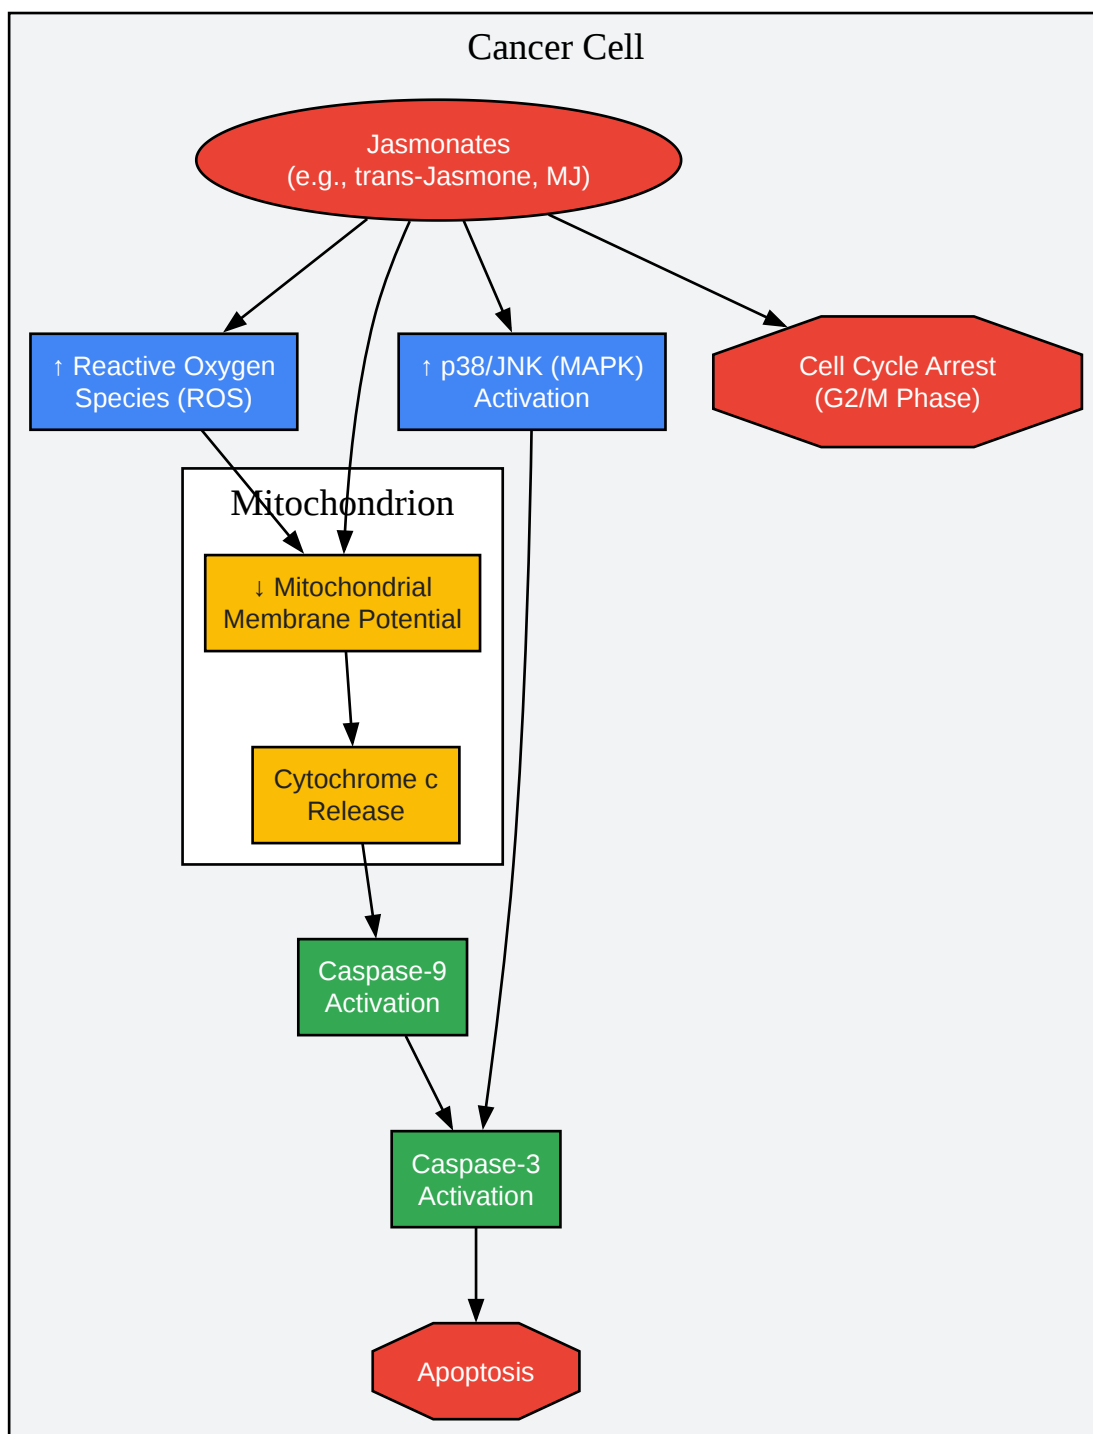 Cancer Cell
Jasmonates
(e.g., trans-Jasmone, MJ)
↑ Reactive Oxygen
Species (ROS)
↑ p38/JNK (MAPK)
Activation
Cell Cycle Arrest
(G2/M Phase)
Mitochondrion
↓ Mitochondrial
Membrane Potential
Cytochrome c
Release
Caspase-9
Activation
Caspase-3
Activation
Apoptosis